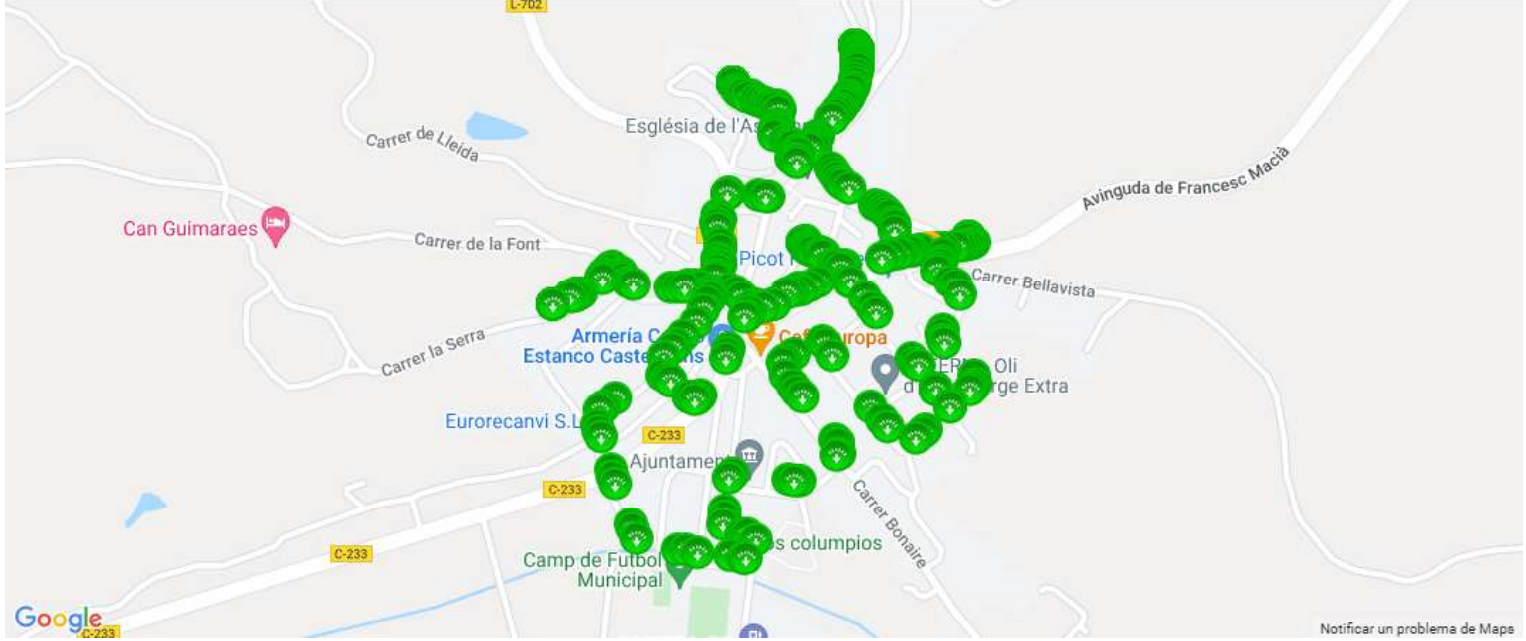 L-702
Carrer de Lleida
Església de l'As
Avinguda de Francesc Macià
Can Guimaraes
Carrer de la Font
Picot
Carrer Bellavista
Carrer la Serra
Armería C
Estanco Caste ns
Caf uropa
Oli
d' rge Extra
Eurorecanvi S.L
C-233
Ajuntament
C-233
Carrer Bonaire
C-233
s columpios
Camp de Futbol
Municipal
Google
C-233
Notificar un problema de Maps